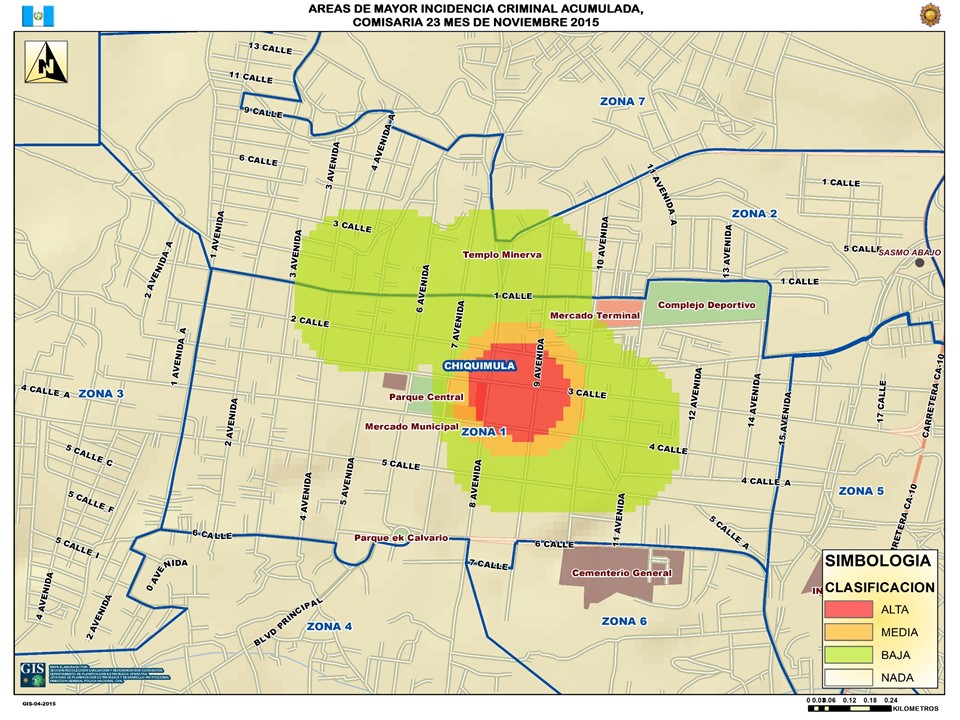 AREAS DE MAYOR INCIDENCIA CRIMINAL ACUMULADA,
COMISARIA 23 MES DE NOVIEMBRE 2015
N
13 CALLE
11 CALLE
9 CALLE
ZONA 7
4 AVENIDA A
6 CALLE
3 AVENIDA
11 AVENIDA A
1 CALLE
ZONA 2
1 AVENIDA
3 CALLE
10 AVENIDA
13 AVENIDA
5 CALLE
SASMO ABAJO
2 AVENIDA A
3 AVENIDA
Templo Minerva
6 AVENIDA
1 CALLE
1 CALLE
Complejo Deportivo
Mercado Terminal
2 CALLE
7 AVENIDA
1 AVENIDA A
CHIQUIMULA
9 AVENIDA
4 CALLE A
ZONA 3
Parque Central
3 CALLE
12 AVENIDA
14 AVENIDA
15 AVENIDA
17 CALLE
CARRETERA CA-10
2 AVENIDA
Mercado Municipal
ZONA 1
4 CALLE
5 CALLE C
5 CALLE
4 AVENIDA
5 AVENIDA
8 AVENIDA
4 CALLE A
ZONA 5
5 CALLE F
11 AVENIDA
5 CALLE A
RETERA CA-10
6 CALLE
Parque ek Calvario
6 CALLE
5 CALLE I
0 AVENIDA
7 CALLE
Cementerio General
4 AVENIDA
2 AVENIDA
BLVD PRINCIPAL
ZONA 4
ZONA 6
IN
SIMBOLOGIA
CLASIFICACION
ALTA
MEDIA
BAJA
NADA
GIS
GIS-04-2015
0 0.03 0.06 0.12 0.18 0.24
KILOMETROS